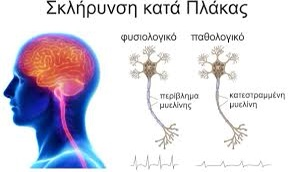 Σκλήρυνση κατά Πλάκας
φυσιολογικό παθολογικό
περίβλημα μυελίνης
κατεστραμμένη μυελίνη